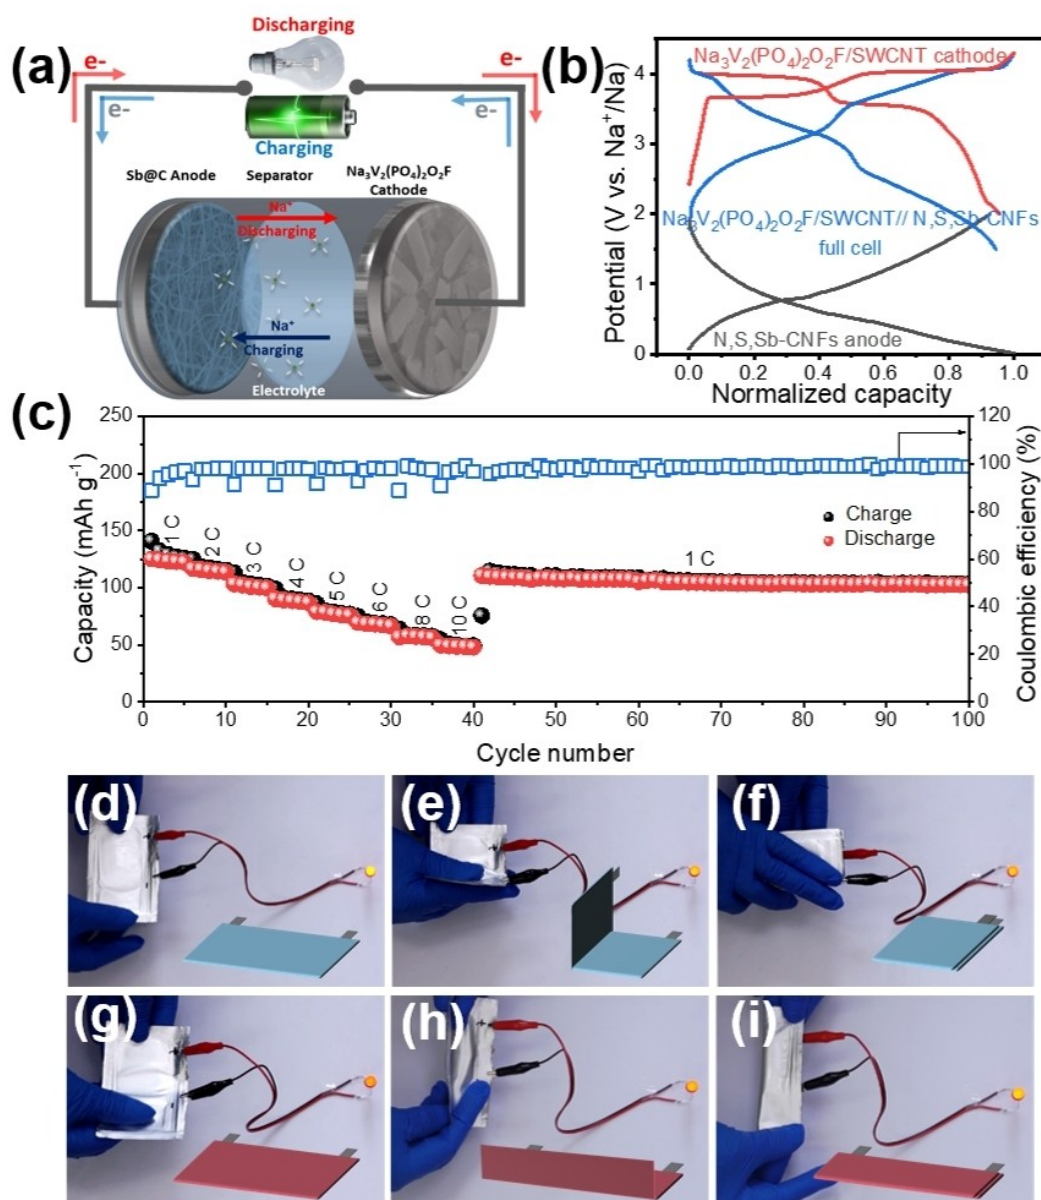 (a)
Discharging
e-
e-
e-
e-
Charging
Sb@C Anode
Separator
Na₃V₂(PO₄)₂O₂F
Cathode
Na⁺
Discharging
Na⁺
Charging
Electrolyte
(b)
Potential (V vs. Na⁺/Na)
4
3
2
1
0
Na₃V₂(PO₄)₂O₂F/SWCNT cathode
Na₃V₂(PO₄)₂O₂F/SWCNT// N,S,Sb-CNFs
full cell
N,S,Sb-CNFs anode
0.0 0.2 0.4 0.6 0.8 1.0
Normalized capacity
(c)
Capacity (mAh g⁻¹)
250
200
150
100
50
0
1 C
2 C
3 C
4 C
5 C
6 C
8 C
10 C
1 C
Charge
Discharge
120
100
80
60
40
20
0
Coulombic efficiency (%)
0 10 20 30 40 50 60 70 80 90 100
Cycle number
(d)
(e)
(f)
(g)
(h)
(i)